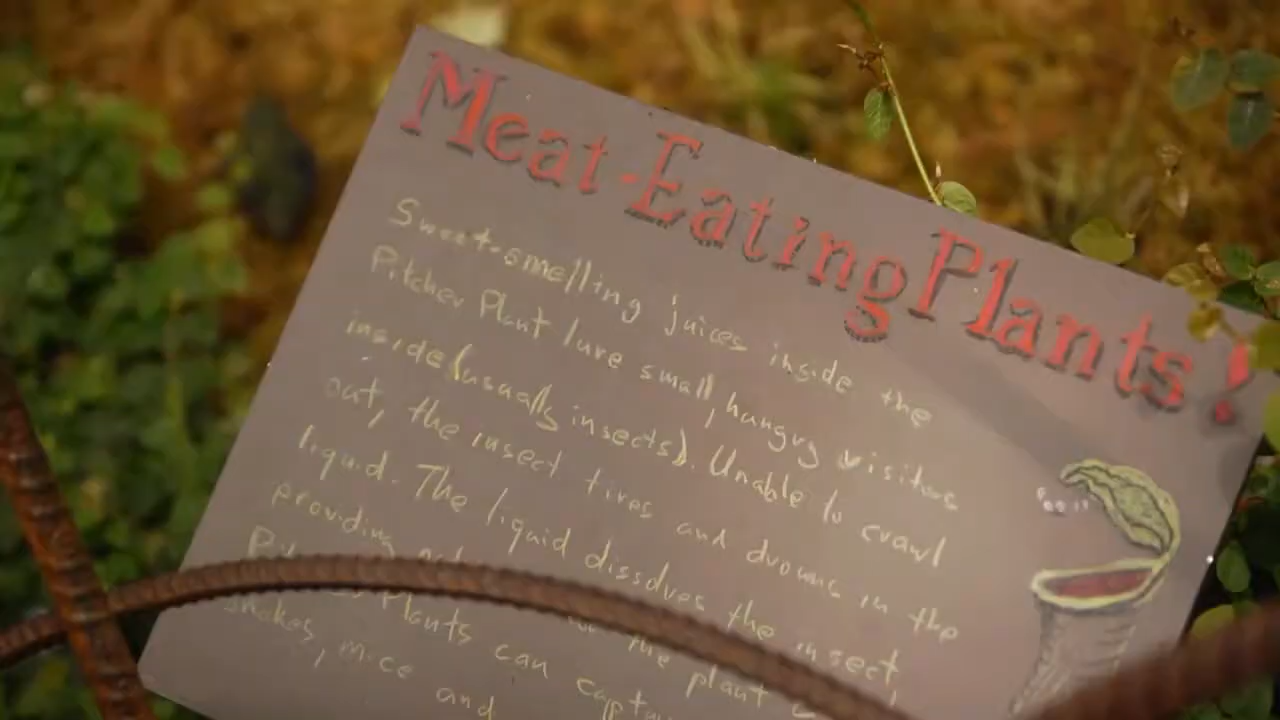 Meat-Eating Plants!
Sweet-smelling juices inside the
Pitcher Plant lure small, hungry visitors
inside (usually insects). Unable to crawl
out, the insect tires and drowns in the
liquid. The liquid dissolves the insect,
providing the plant
Plants can
snakes, mice and